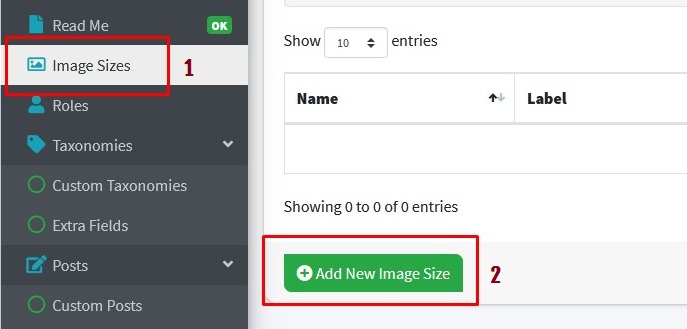 Read Me OK
Image Sizes 1
Roles
Taxonomies
Custom Taxonomies
Extra Fields
Posts
Custom Posts
Show 10 entries
Name Label
Showing 0 to 0 of 0 entries
Add New Image Size 2